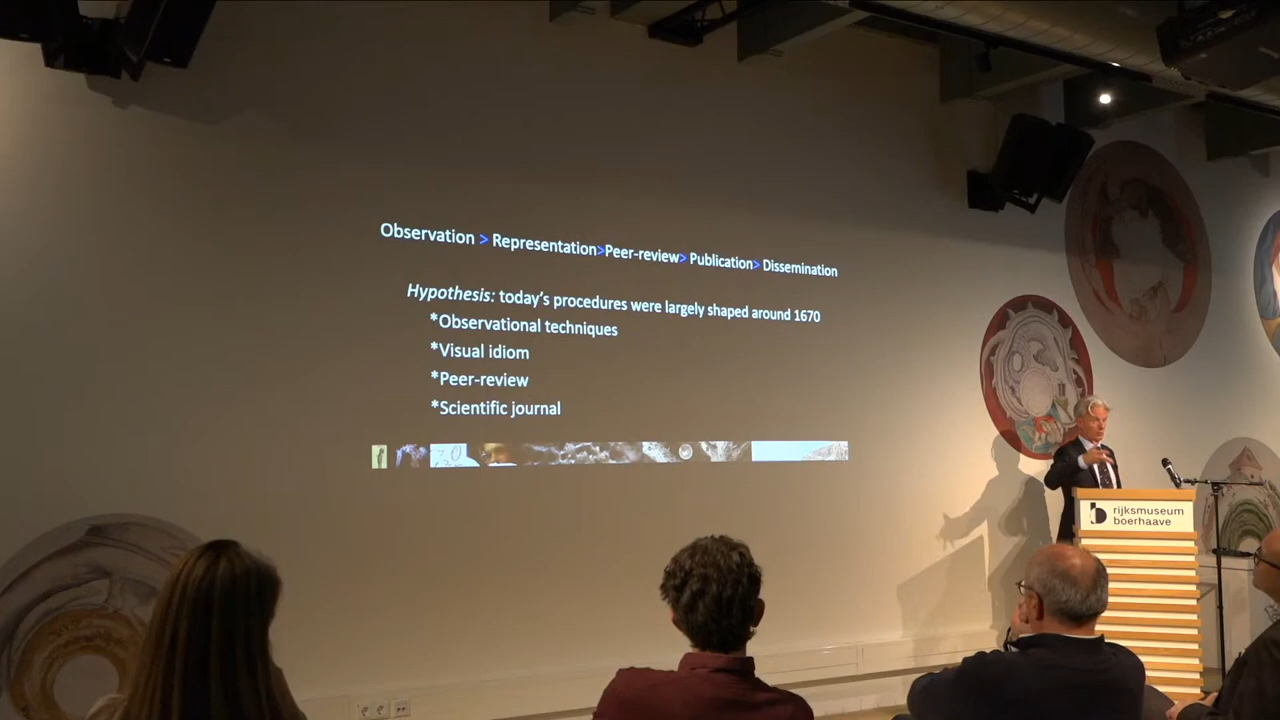 Observation > Representation>Peer-review> Publication> Dissemination
Hypothesis: today's procedures were largely shaped around 1670
*Observational techniques
*Visual idiom
*Peer-review
*Scientific journal
rijksmuseum
boerhaave